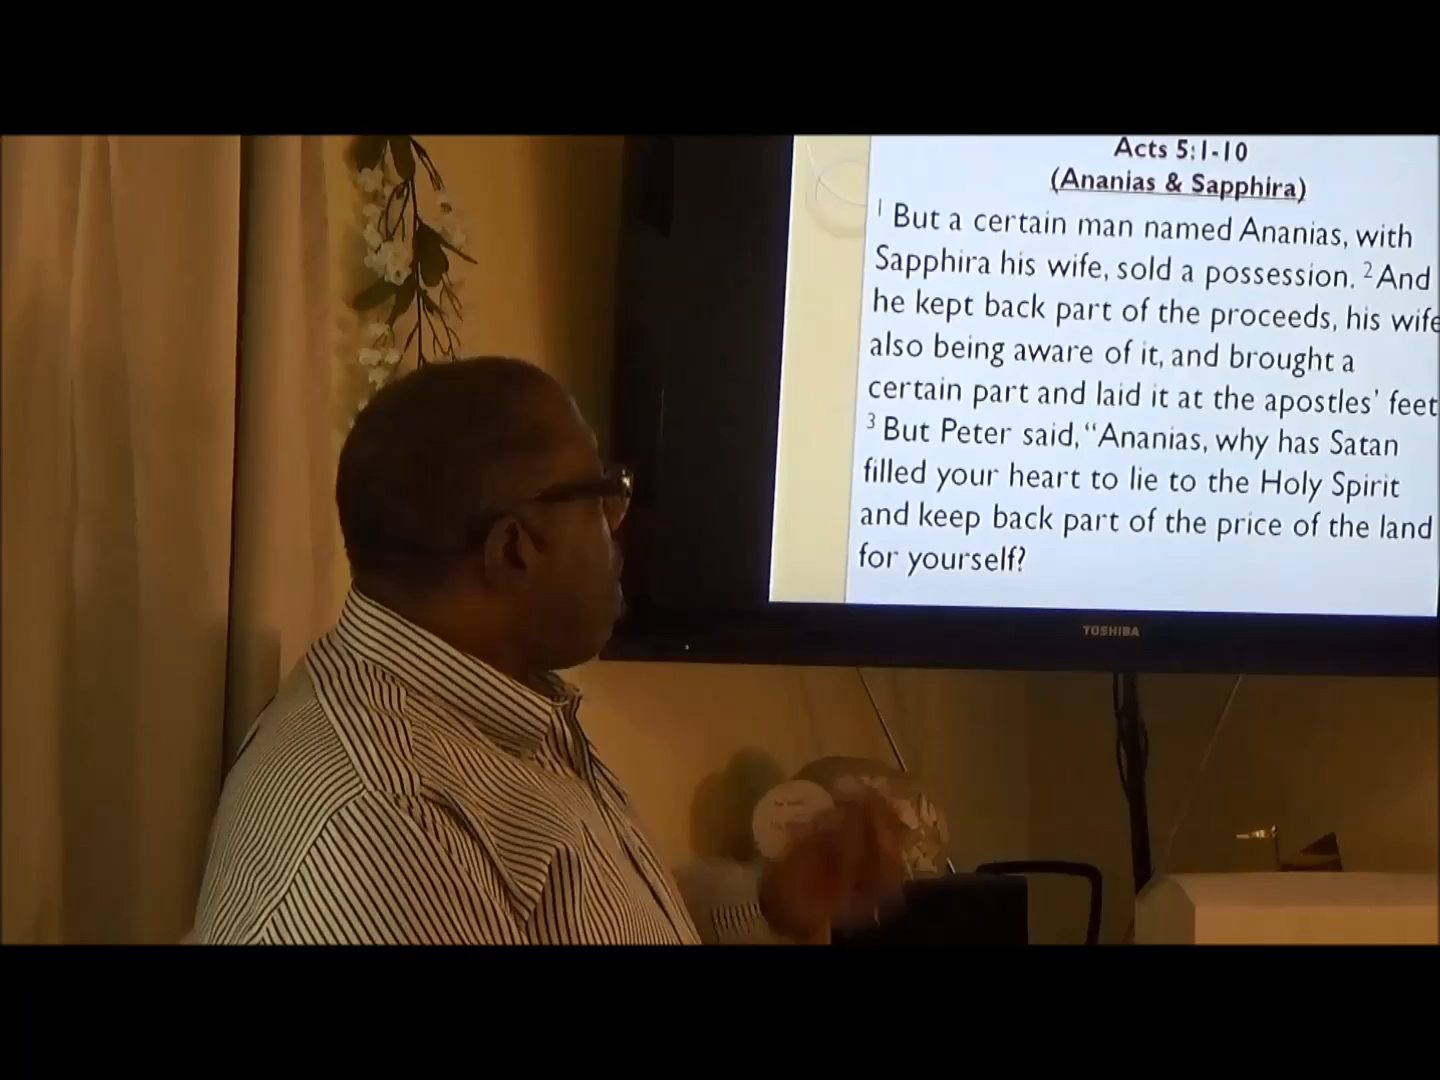 Acts 5:1-10
(Ananias & Sapphira)
1 But a certain man named Ananias, with
Sapphira his wife, sold a possession. 2 And
he kept back part of the proceeds, his wife
also being aware of it, and brought a
certain part and laid it at the apostles’ feet
3 But Peter said, “Ananias, why has Satan
filled your heart to lie to the Holy Spirit
and keep back part of the price of the land
for yourself?
TOSHIBA